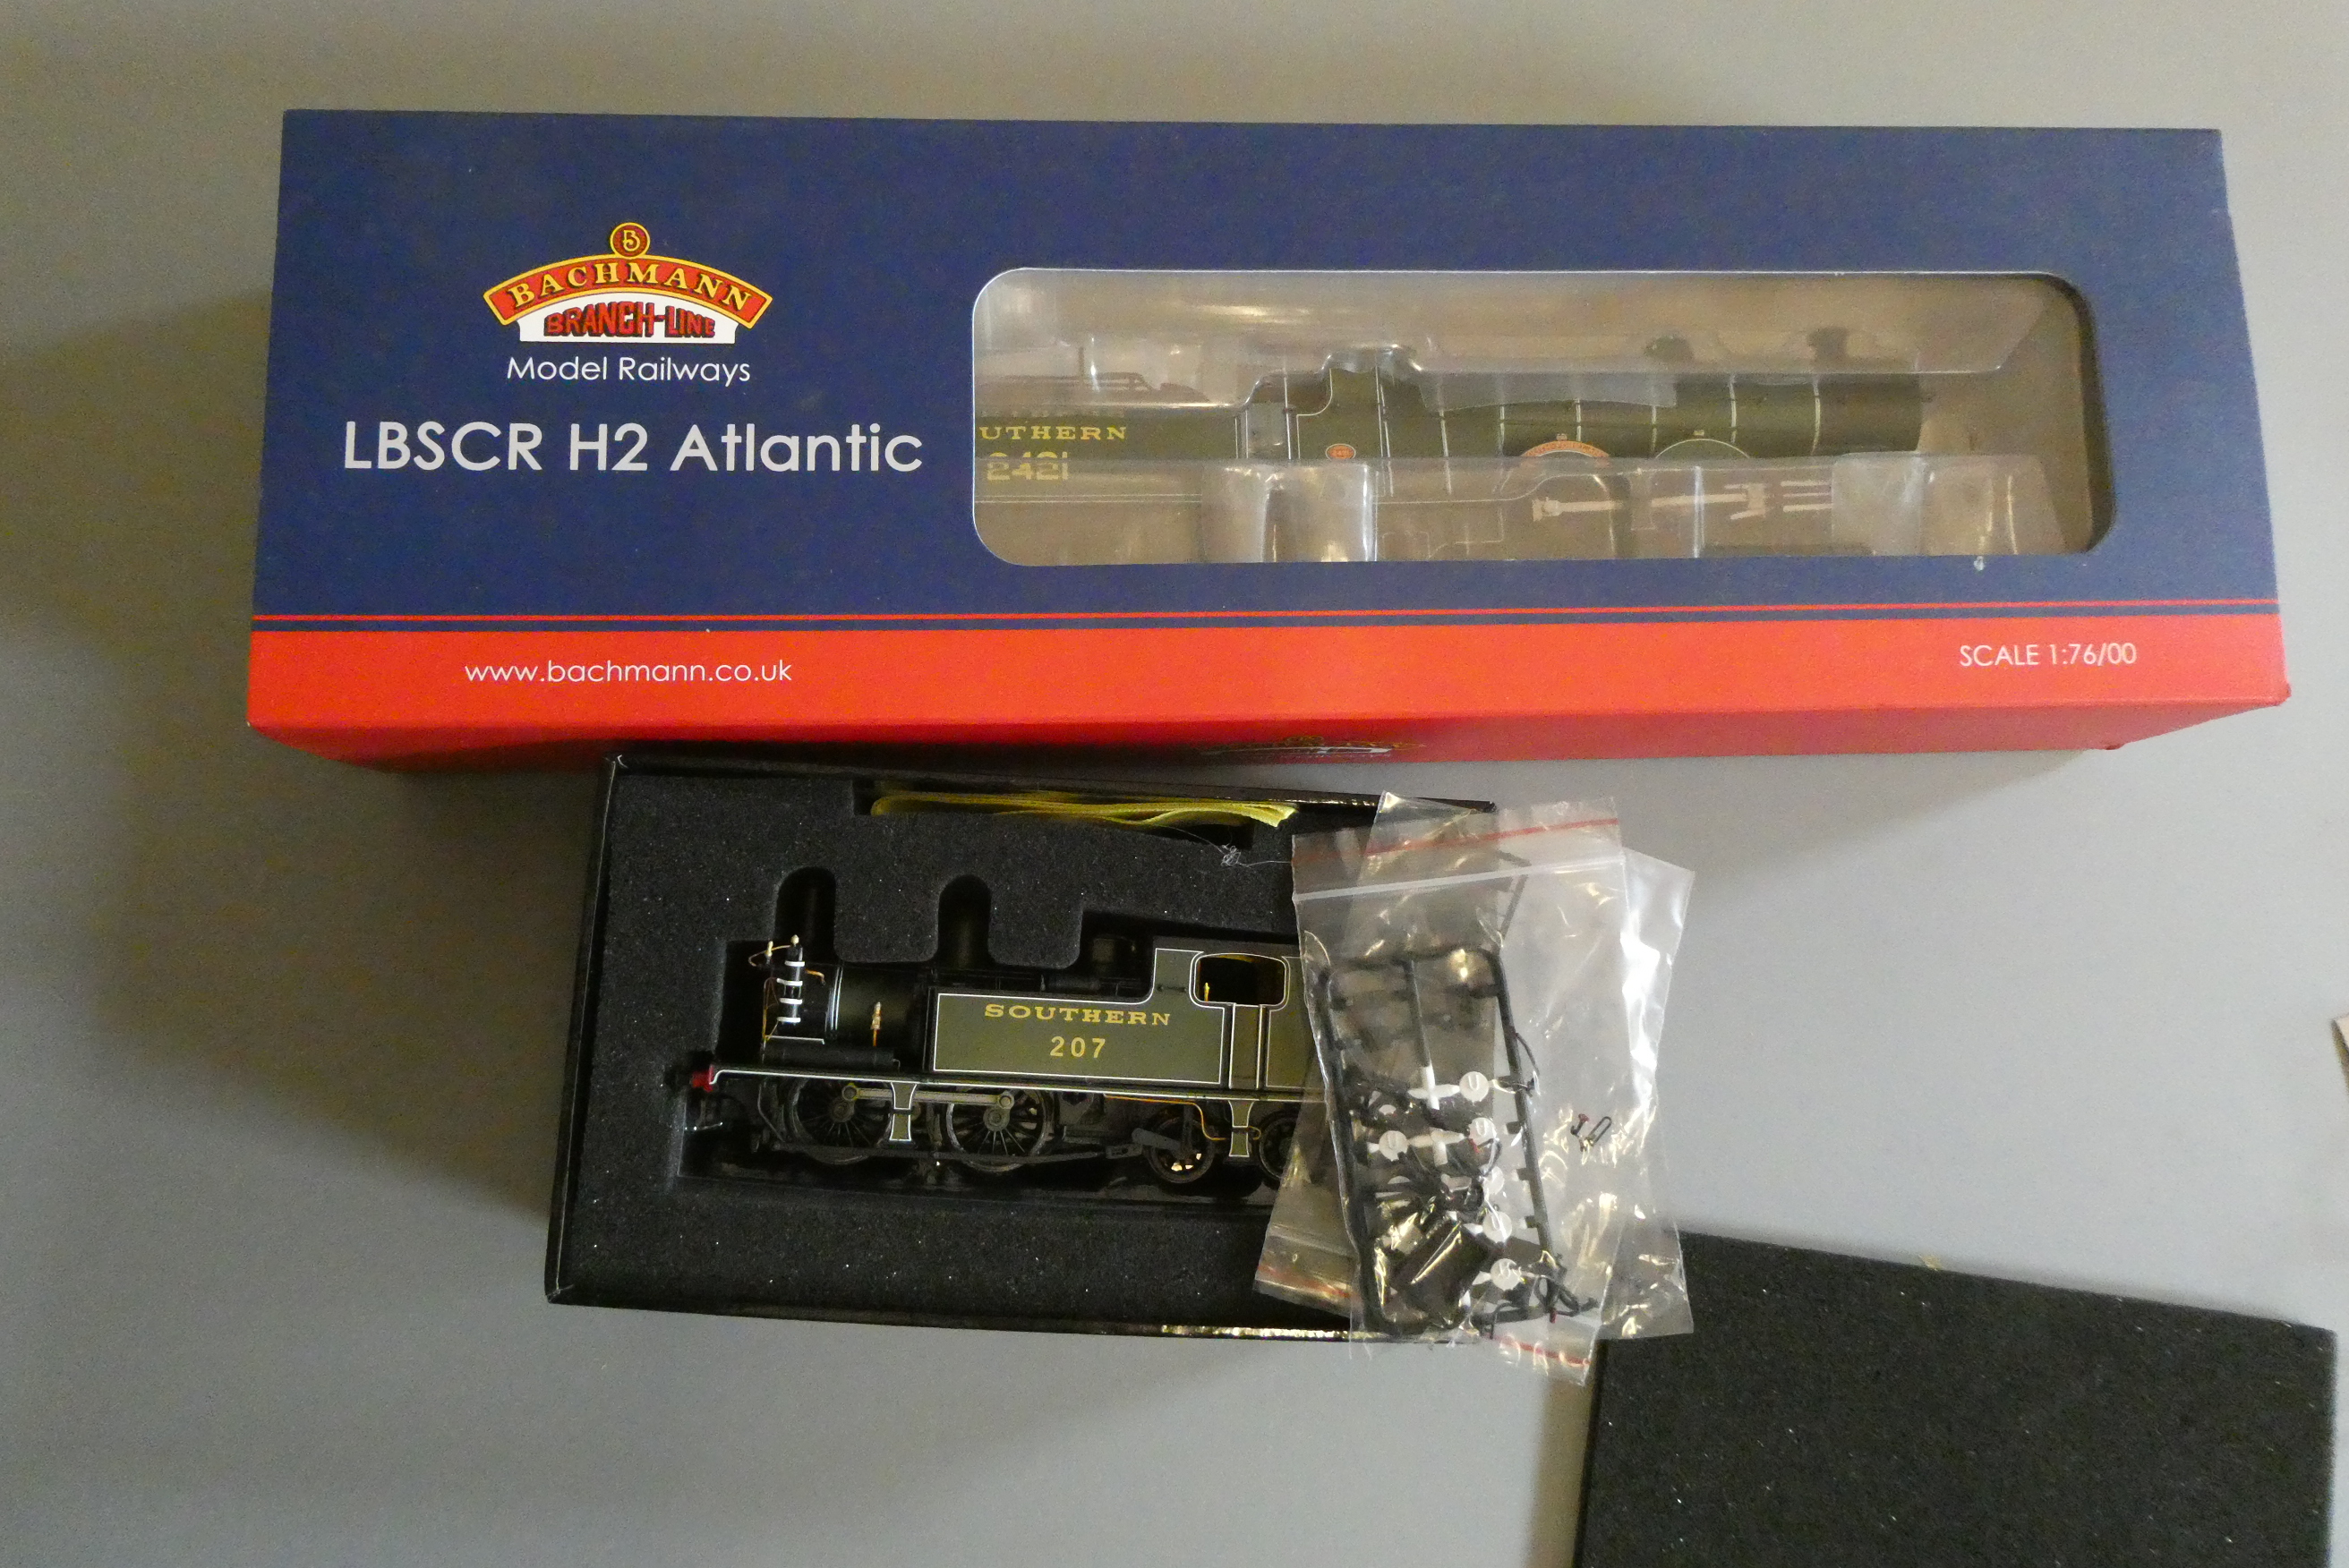 B
BACHMANN
BRANCH-LINE
Model Railways
LBSCR H2 Atlantic
UTHERN
2421
www.bachmann.co.uk
SCALE 1:76/00
SOUTHERN
207